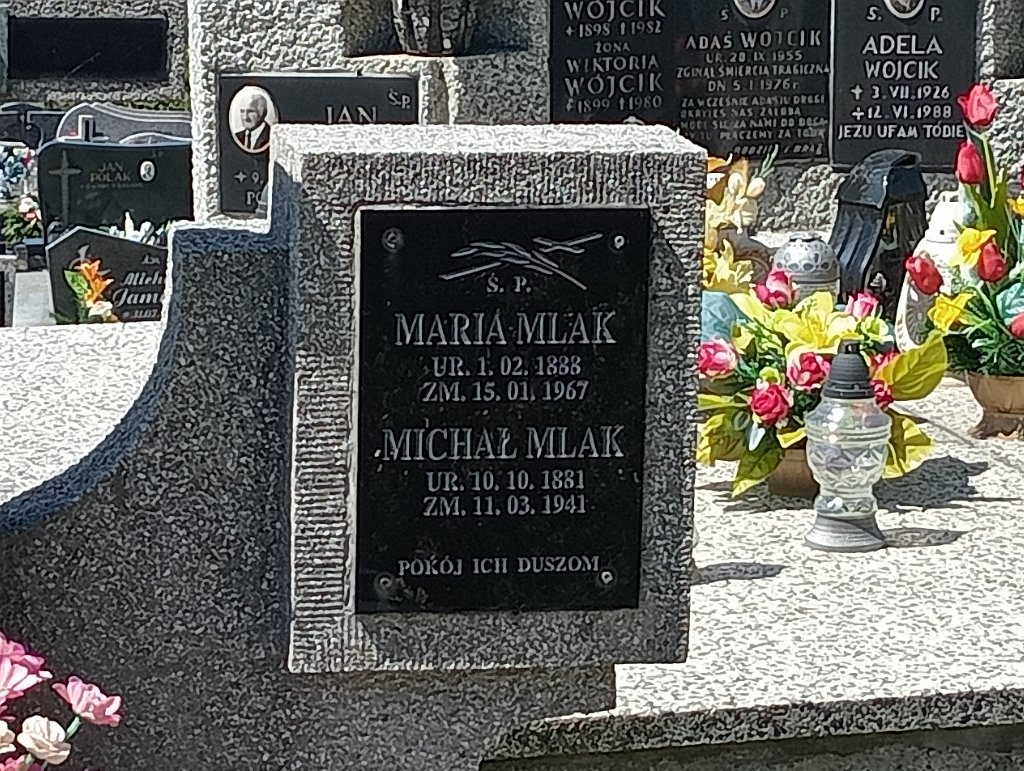 WÓJCIK
✝1898 ✝1982
ŻONA
WIKTORIA
WÓJCIK
✝1899 ✝1980
Ś. P.
ADAŚ WÓJCIK
UR. 20 IX 1955
ZGINĄŁ ŚMIERCIĄ TRAGICZNĄ
DN 5 I 1976 r.
Ś. P.
ADELA
WÓJCIK
✶ 3. VII. 1926
✝ 12. VI. 1988
JEZU UFAM TOBIE
Ś.P.
JAN
JAN
POLAK
Ś. P.
MARIA MLAK
UR. 1. 02. 1888
ZM. 15. 01. 1967
MICHAŁ MLAK
UR. 10. 10. 1881
ZM. 11. 03. 1941
POKÓJ ICH DUSZOM